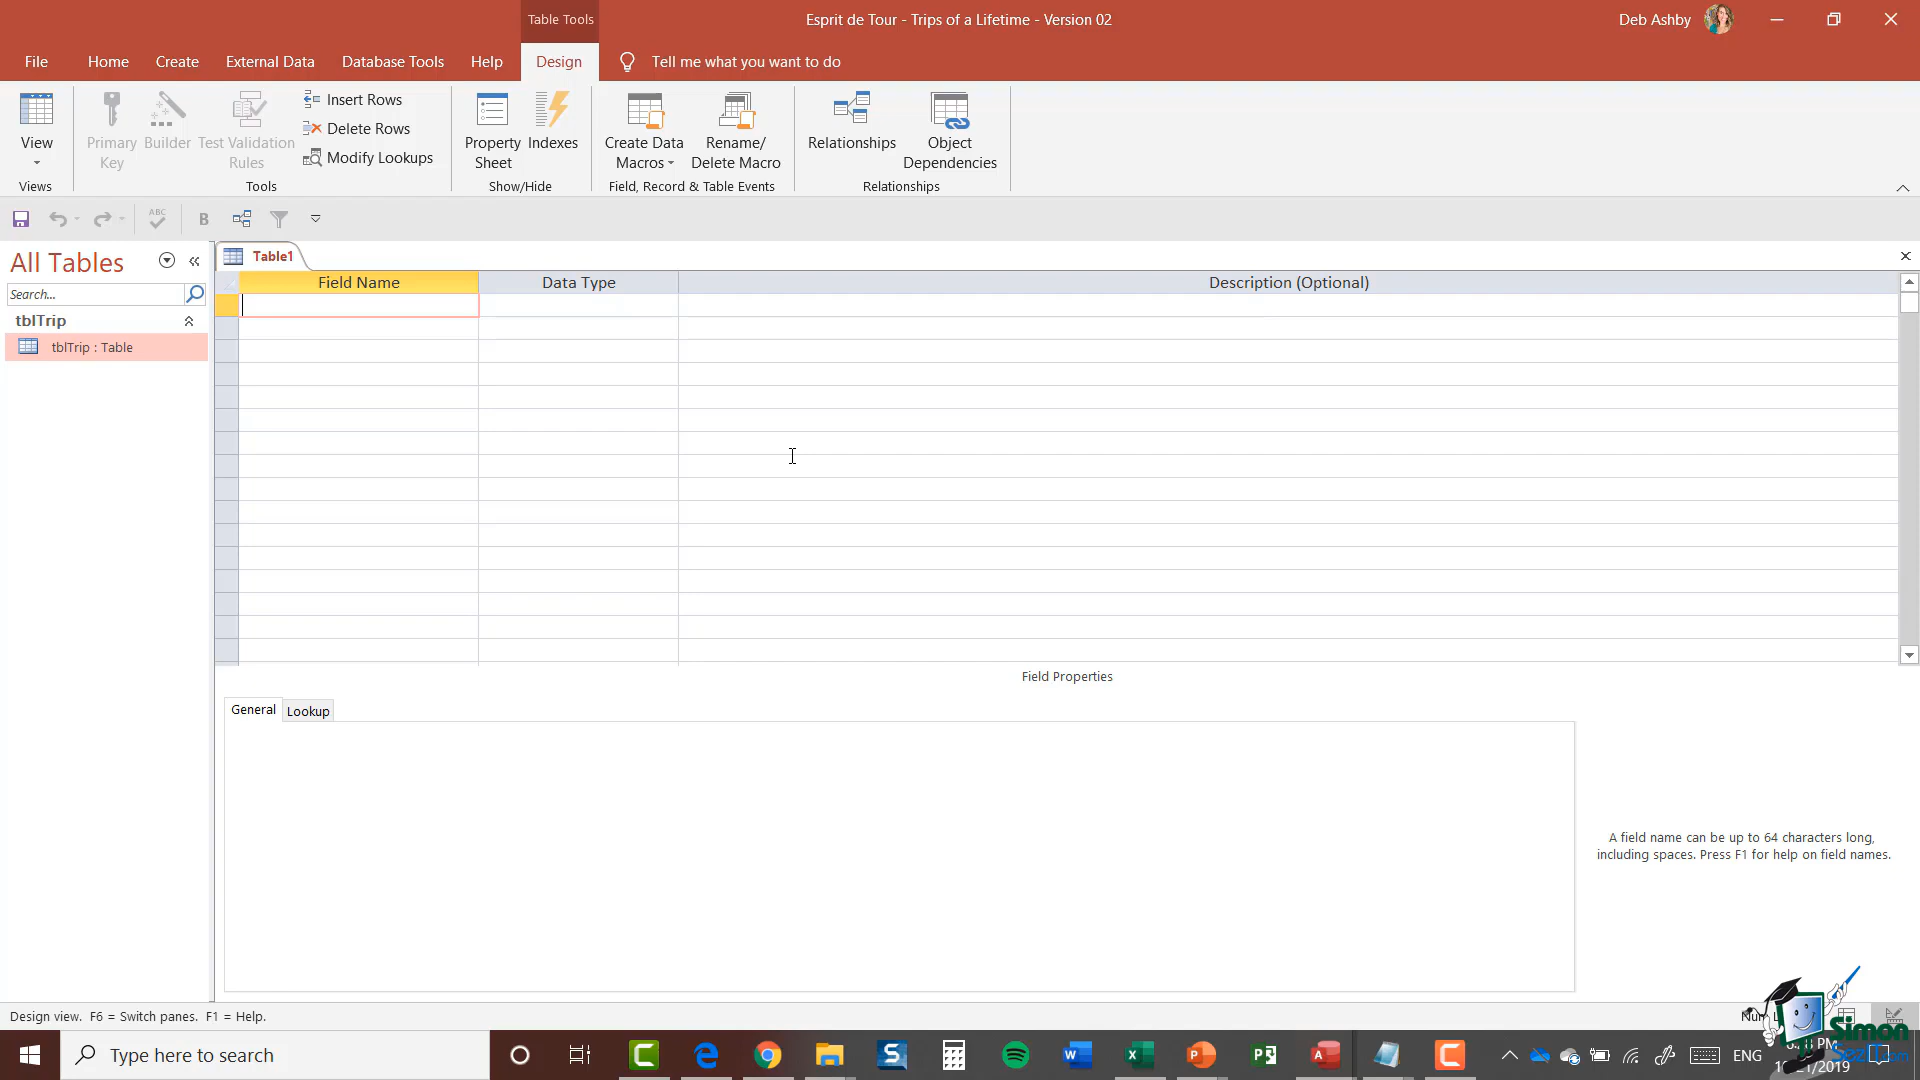 Table Tools
Esprit de Tour - Trips of a Lifetime - Version 02
Deb Ashby
File
Home
Create
External Data
Database Tools
Help
Design
Tell me what you want to do
View
Primary Key
Builder
Test Validation Rules
Insert Rows
Delete Rows
Modify Lookups
Property Sheet
Indexes
Create Data Macros
Rename/ Delete Macro
Relationships
Object Dependencies
Views
Tools
Show/Hide
Field, Record & Table Events
Relationships
ABC
B
All Tables
Search...
tblTrip
tblTrip : Table
Table1
Field Name
Data Type
Description (Optional)
Field Properties
General
Lookup
A field name can be up to 64 characters long,
including spaces. Press F1 for help on field names.
Design view. F6 = Switch panes. F1 = Help.
Num
Type here to search
ENG
Simon
SezIT.com